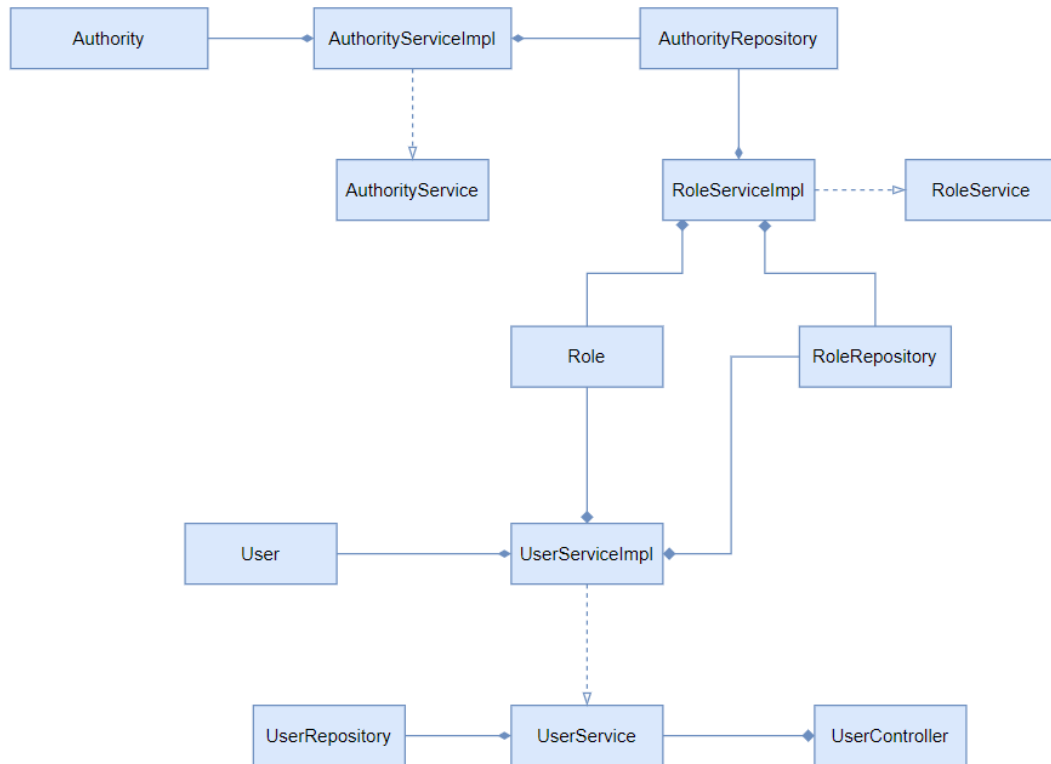 Authority
AuthorityServiceImpl
AuthorityRepository
AuthorityService
RoleServiceImpl
RoleService
Role
RoleRepository
User
UserServiceImpl
UserRepository
UserService
UserController